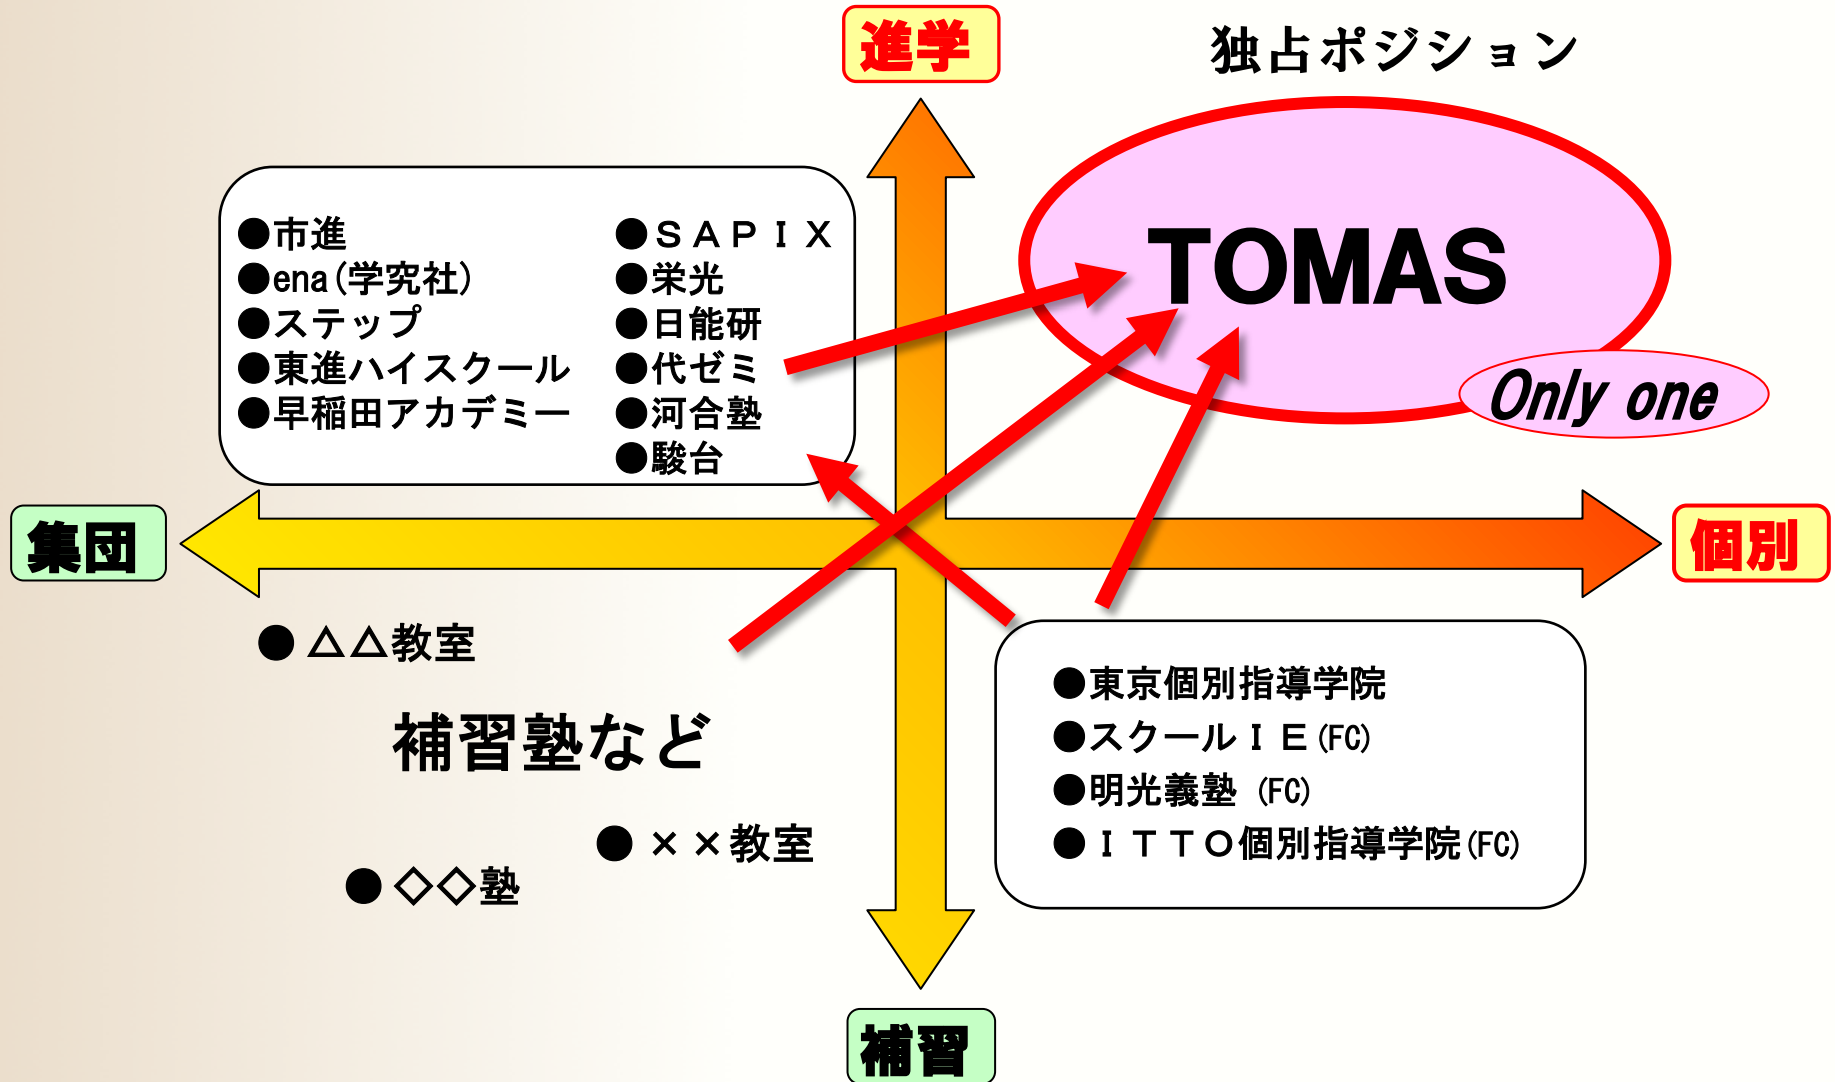 進学
独占ポジション
●市進
●ena(学究社)
●ステップ
●東進ハイスクール
●早稲田アカデミー
●ＳＡＰＩＸ
●栄光
●日能研
●代ゼミ
●河合塾
●駿台
TOMAS
Only one
集団
個別
● △△教室
補習塾など
● ××教室
● ◇◇塾
●東京個別指導学院
●スクールＩＥ(FC)
●明光義塾 (FC)
●ＩＴＴＯ個別指導学院(FC)
補習